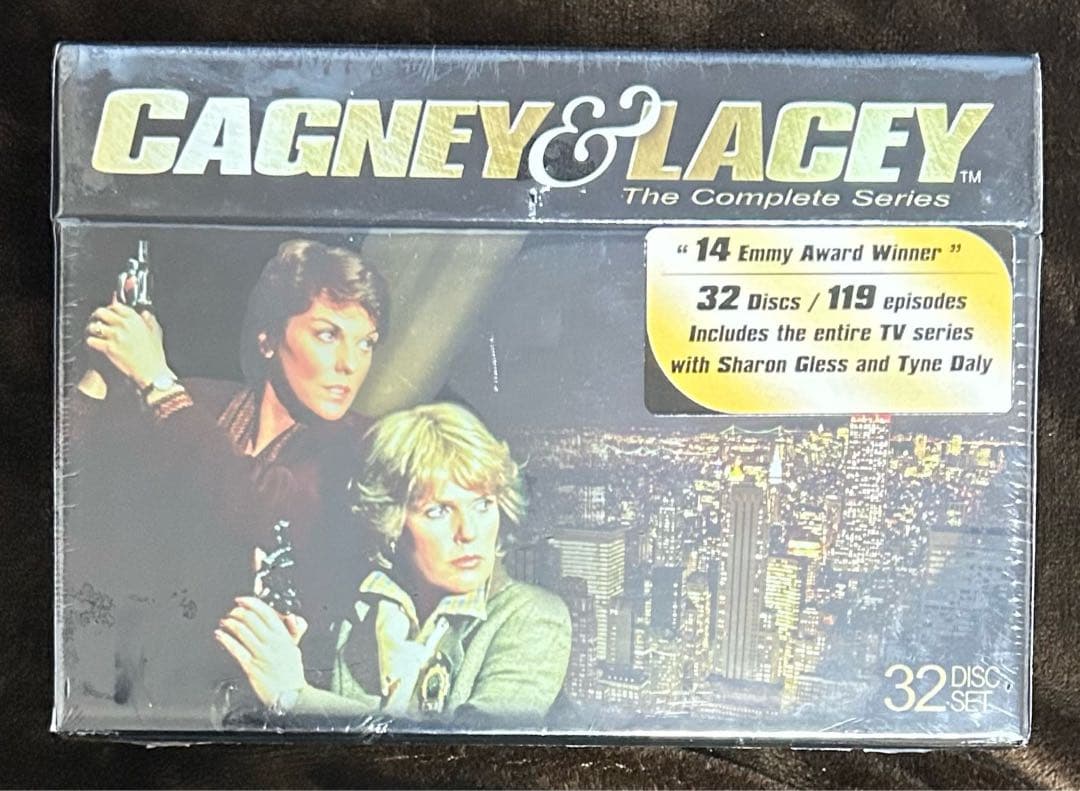 CAGNEY & LACEY TM
The Complete Series
“ 14 Emmy Award Winner ”
32 Discs / 119 episodes
Includes the entire TV series
with Sharon Gless and Tyne Daly
32 DISC
SET